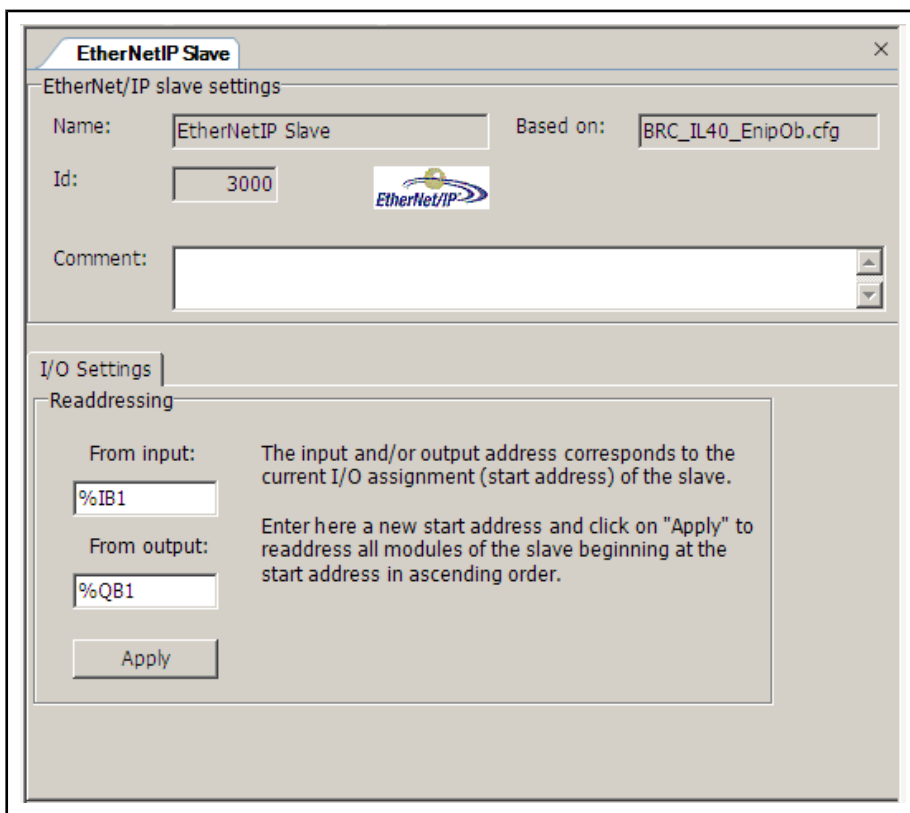 EtherNetIP Slave
EtherNet/IP slave settings
Name: EtherNetIP Slave Based on: BRC_IL40_EnipOb.cfg
Id: 3000 EtherNet/IP
Comment:
I/O Settings
Readdressing
From input:
%IB1
From output:
%QB1
Apply
The input and/or output address corresponds to the
current I/O assignment (start address) of the slave.
Enter here a new start address and click on "Apply" to
readdress all modules of the slave beginning at the
start address in ascending order.